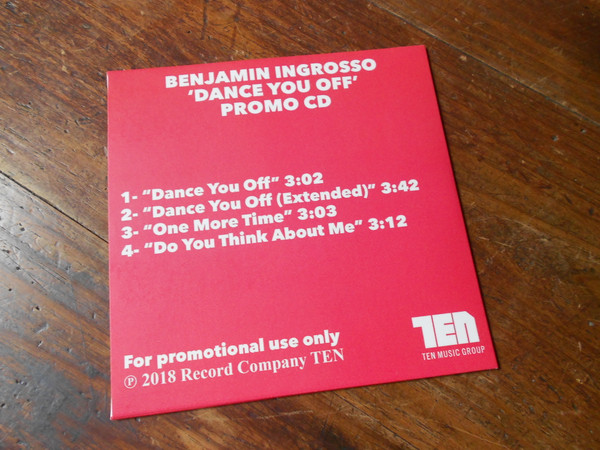 BENJAMIN INGROSSO
‘DANCE YOU OFF’
PROMO CD
1- “Dance You Off” 3:02
2- “Dance You Off (Extended)” 3:42
3- “One More Time” 3:03
4- “Do You Think About Me” 3:12
For promotional use only
℗ 2018 Record Company TEN
TEN
TEN MUSIC GROUP